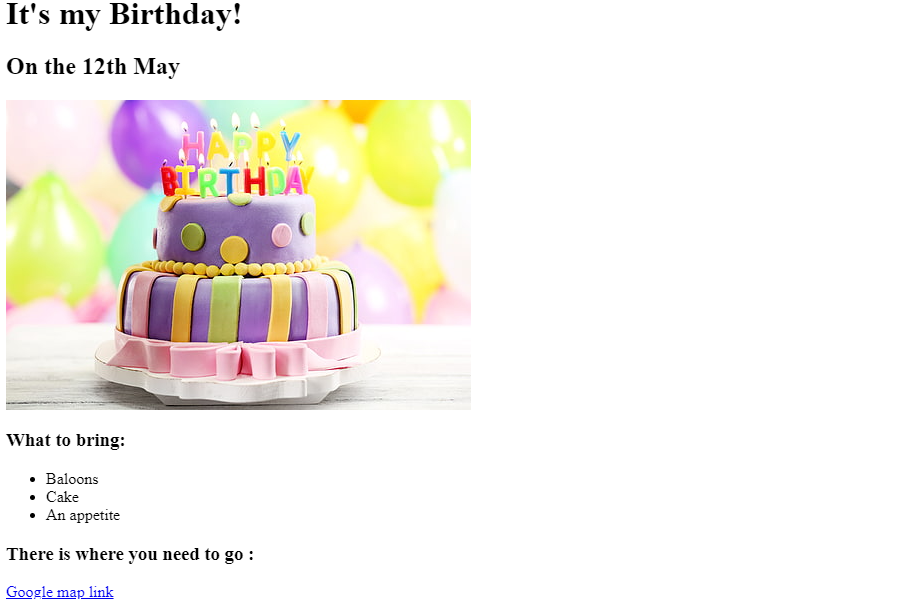 It's my Birthday!
On the 12th May
HAPPY
BIRTHDAY
What to bring:
Baloons
Cake
An appetite
There is where you need to go :
Google map link